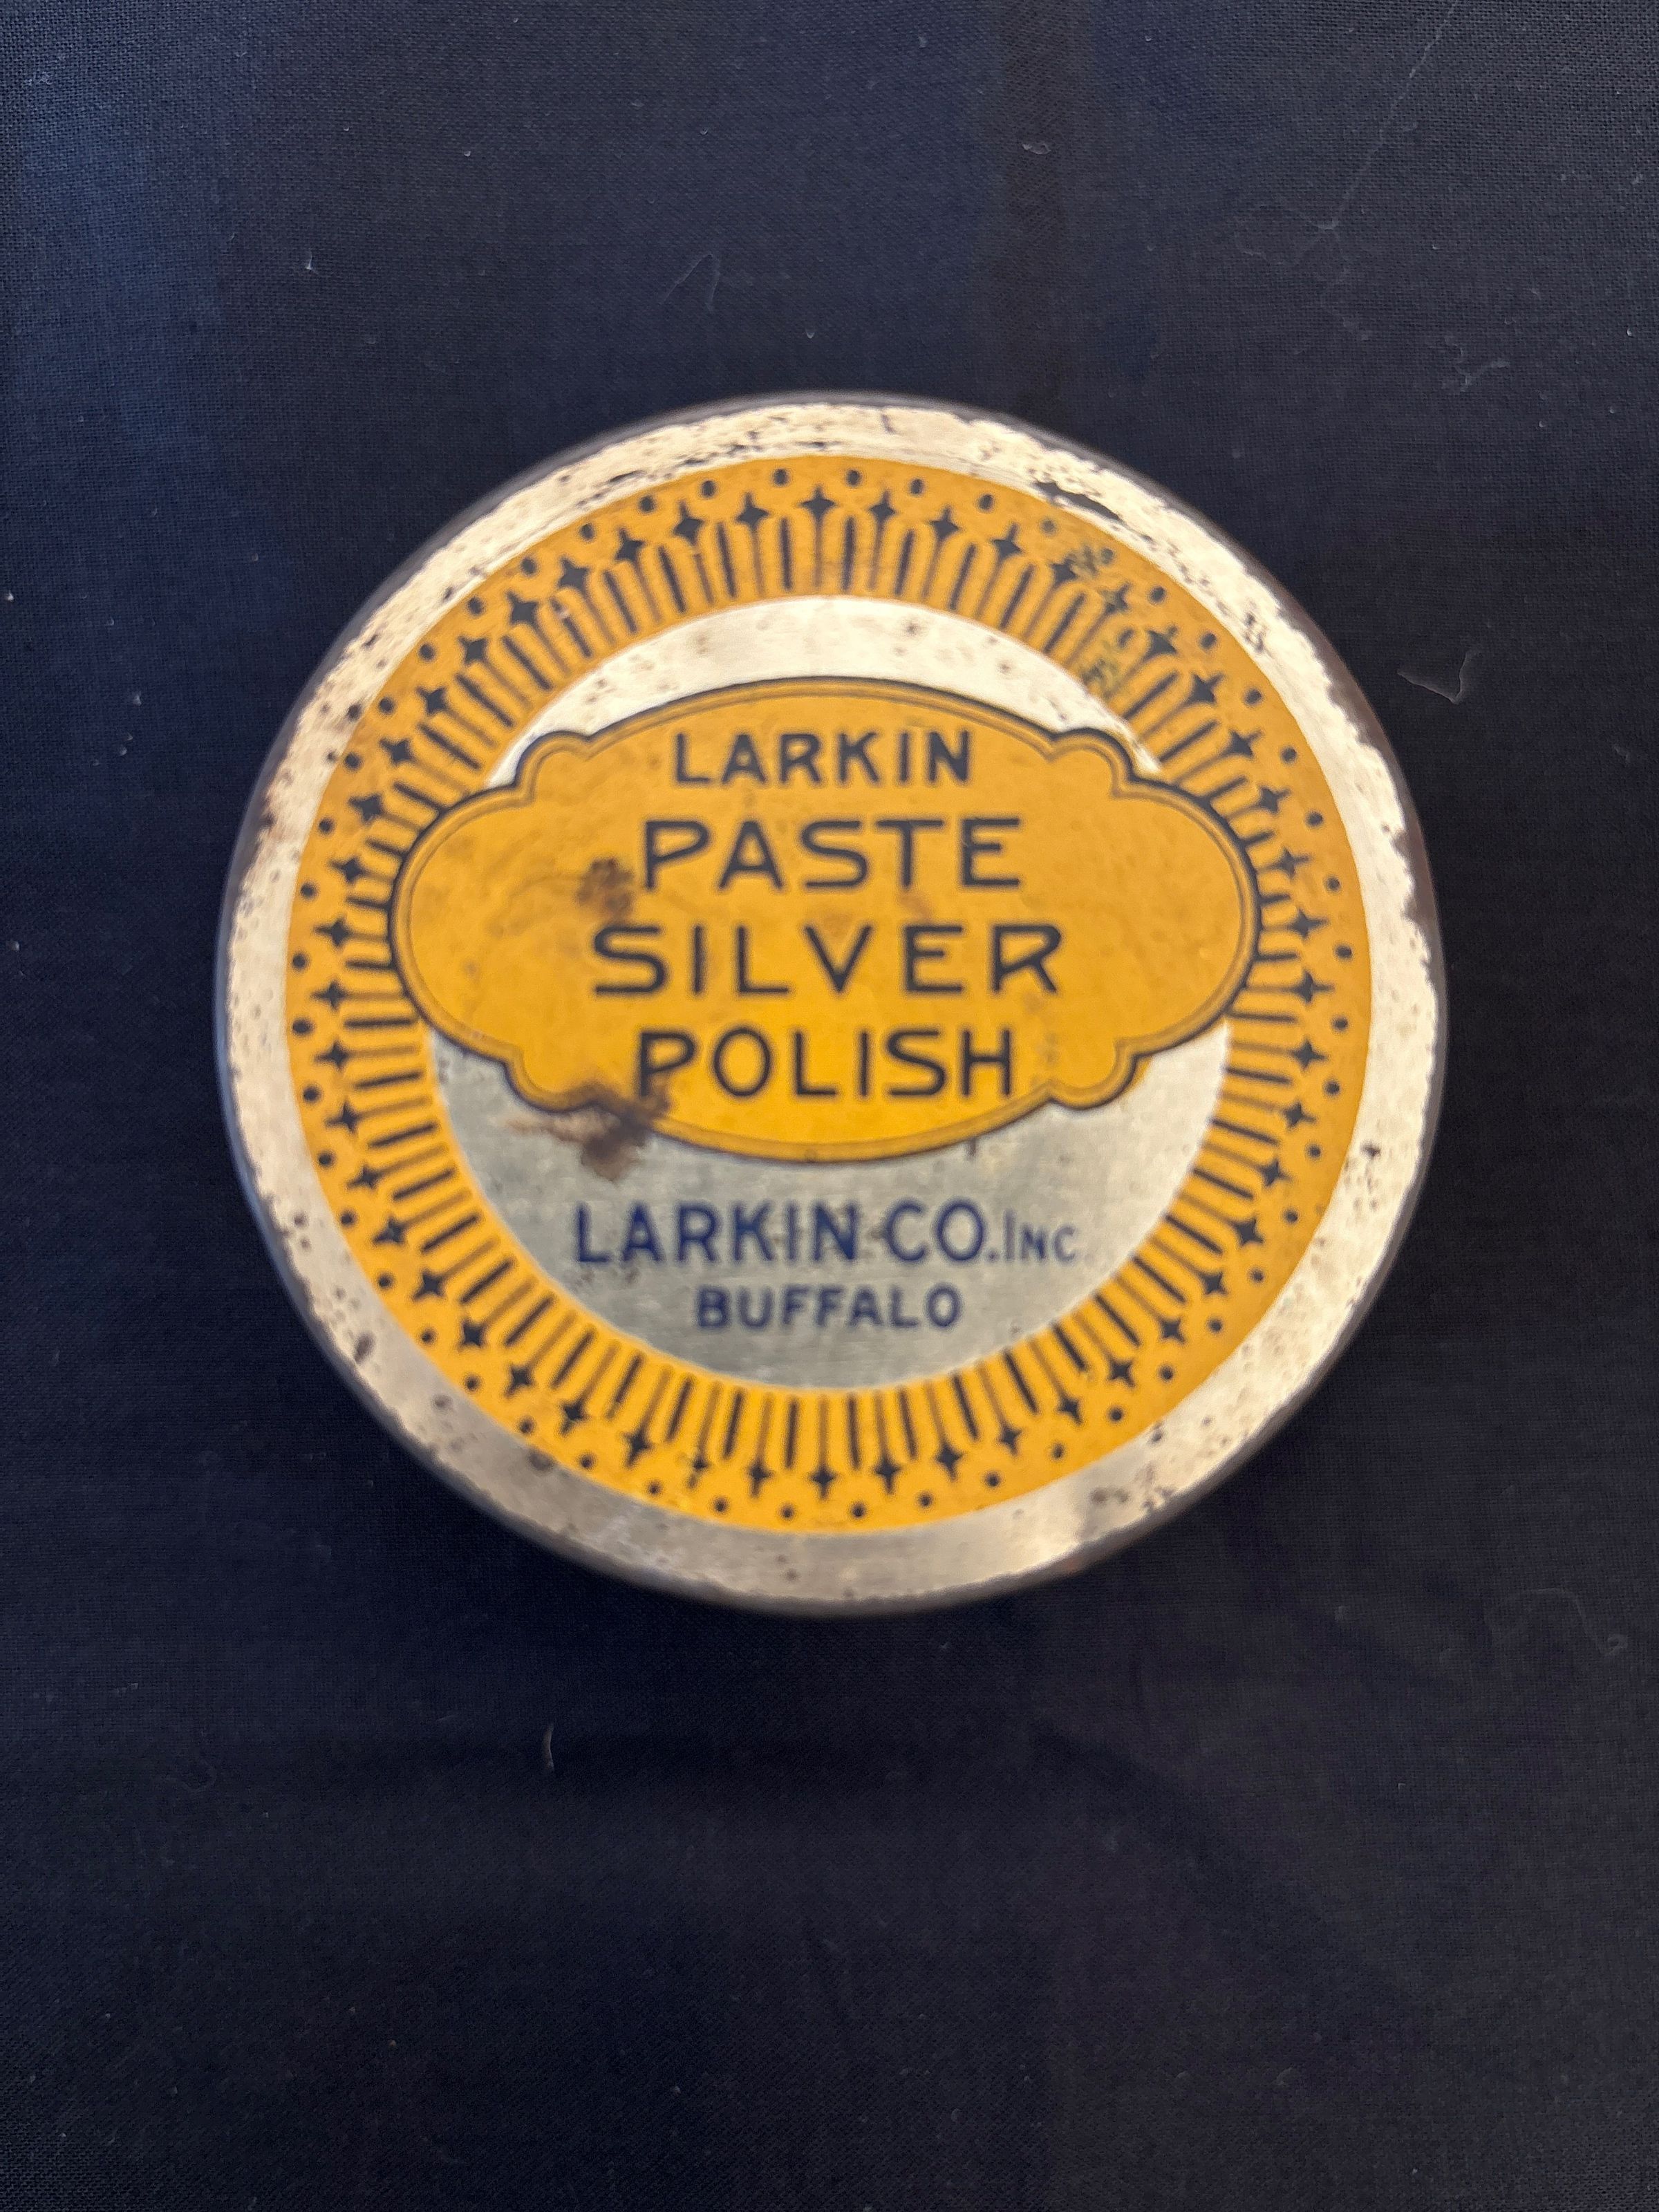 LARKIN
PASTE
SILVER
POLISH
LARKIN CO. INC
BUFFALO